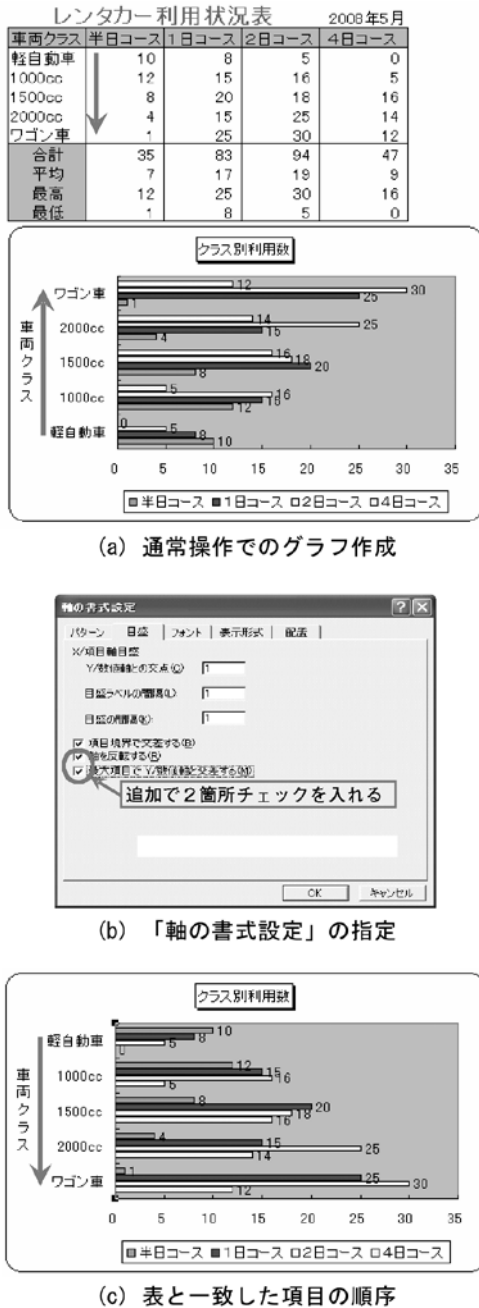 レンタカー利用状況表 2008年5月
車両クラス 半日コース 1日コース 2日コース 4日コース
軽自動車 10 8 5 0
1000cc 12 15 16 5
1500cc 8 20 18 16
2000cc 4 15 25 14
ワゴン車 1 25 30 12
合計 35 83 94 47
平均 7 17 19 9
最高 12 25 30 16
最低 1 8 5 0
クラス別利用数
車両クラス
ワゴン車 12 30 25 1
2000cc 14 25 15 4
1500cc 16 18 20 8
1000cc 5 16 15 12
軽自動車 0 5 8 10
0 5 10 15 20 25 30 35
半日コース 1日コース 2日コース 4日コース
(a) 通常操作でのグラフ作成
軸の書式設定
パターン 目盛 フォント 表示形式 配置
X/項目軸目盛
Y/数値軸との交点(C) 1
目盛ラベルの間隔(L) 1
目盛の間隔(K) 1
項目境界で交差する(B)
軸を反転する(R)
最大項目で Y/数値軸と交差する(M)
追加で2箇所チェックを入れる
OK キャンセル
(b) 「軸の書式設定」の指定
クラス別利用数
車両クラス
軽自動車 10 8 5 0
1000cc 12 15 16 5
1500cc 8 20 18 16
2000cc 4 15 25 14
ワゴン車 1 25 30 12
0 5 10 15 20 25 30 35
半日コース 1日コース 2日コース 4日コース
(c) 表と一致した項目の順序